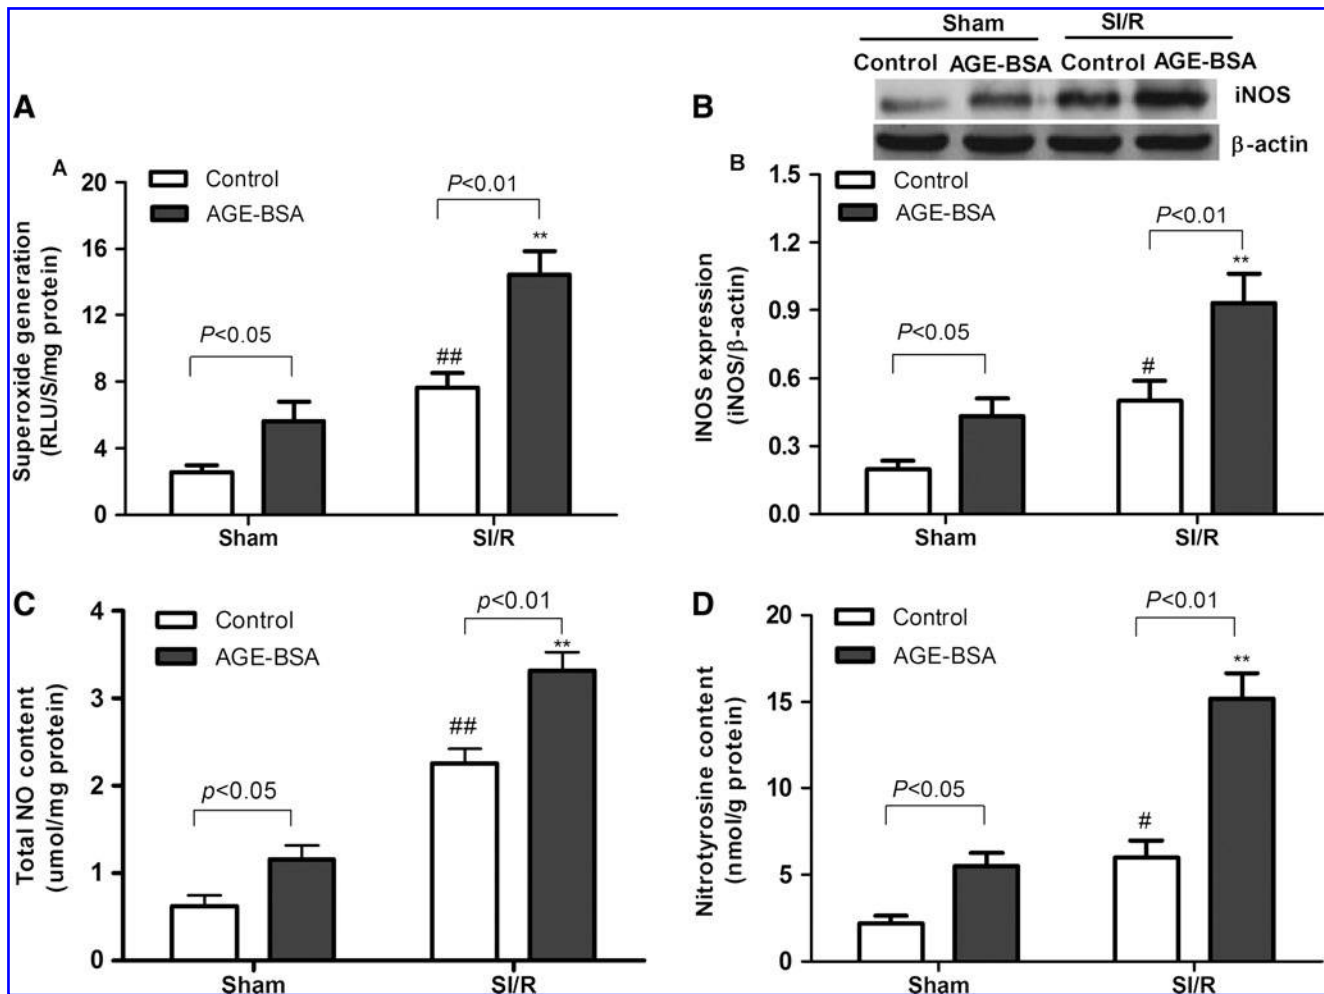 A
A
Superoxide generation
(RLU/S/mg protein)
20
16
12
8
4
0
Control
AGE-BSA
P<0.05
##
P<0.01
**
Sham
SI/R
B
Sham
SI/R
Control
AGE-BSA
Control
AGE-BSA
iNOS
β-actin
B
INOS expression
(iNOS/β-actin)
1.5
1.2
0.9
0.6
0.3
0.0
Control
AGE-BSA
P<0.05
#
P<0.01
**
Sham
SI/R
C
Total NO content
(umol/mg protein)
4
3
2
1
0
Control
AGE-BSA
p<0.05
##
p<0.01
**
Sham
SI/R
D
Nitrotyrosine content
(nmol/g protein)
20
15
10
5
0
Control
AGE-BSA
P<0.05
#
P<0.01
**
Sham
SI/R